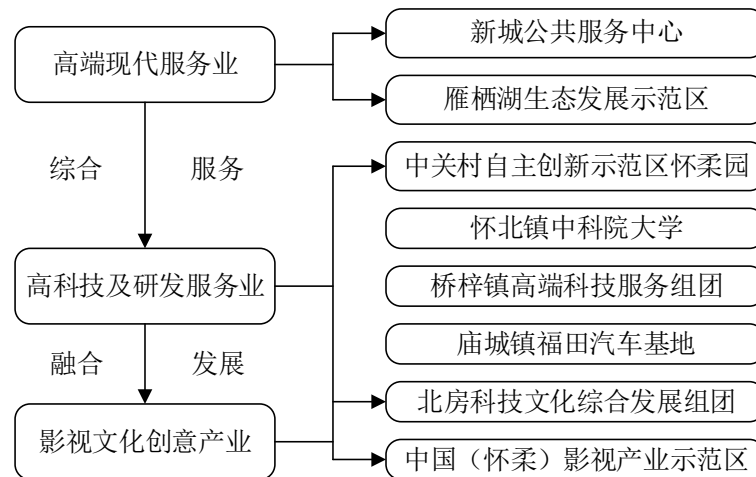 新城公共服务中心
高端现代服务业
雁栖湖生态发展示范区
综合 服务
中关村自主创新示范区怀柔园
怀北镇中科院大学
高科技及研发服务业
桥梓镇高端科技服务组团
庙城镇福田汽车基地
融合 发展
北房科技文化综合发展组团
影视文化创意产业
中国（怀柔）影视产业示范区